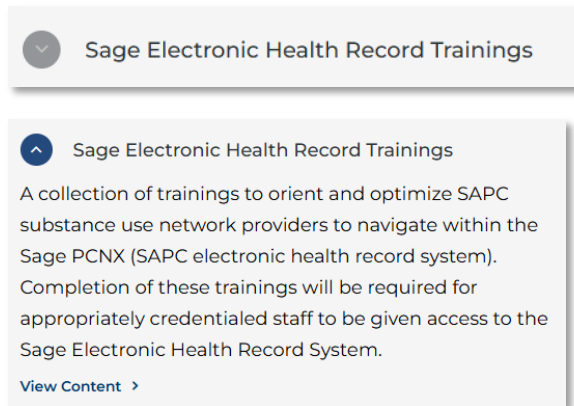 Sage Electronic Health Record Trainings
Sage Electronic Health Record Trainings
A collection of trainings to orient and optimize SAPC
substance use network providers to navigate within the
Sage PCNX (SAPC electronic health record system).
Completion of these trainings will be required for
appropriately credentialed staff to be given access to the
Sage Electronic Health Record System.
View Content >